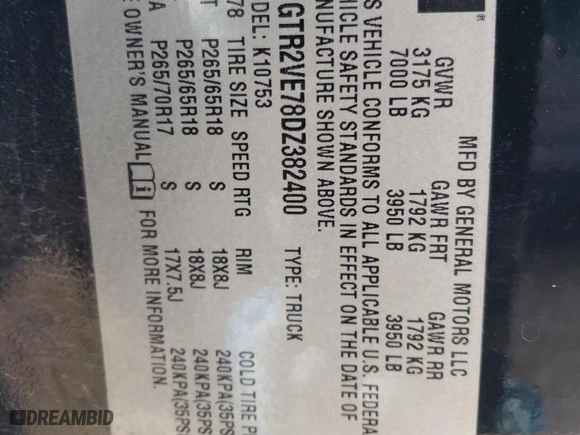 MFD BY GENERAL MOTORS LLC
GVWR GAWR FRT GAWR RR
3175 KG 1792 KG 1792 KG
7000 LB 3950 LB 3950 LB
S VEHICLE CONFORMS TO ALL APPLICABLE U.S. FEDERA
HICLE SAFETY STANDARDS IN EFFECT ON THE DATE OF
NUFACTURE SHOWN ABOVE.
GTR2VE78DZ382400 TYPE: TRUCK
DEL: K10753
78 TIRE SIZE SPEED RTG RIM COLD TIRE P
T P265/65R18 S 18X8J 240KPA(35PS
P265/65R18 S 18X8J 240KPA(35PS
A P265/70R17 S 17X7.5J 240KPA(35PS
E OWNER'S MANUAL i FOR MORE INFORMATION.
DREAMBID